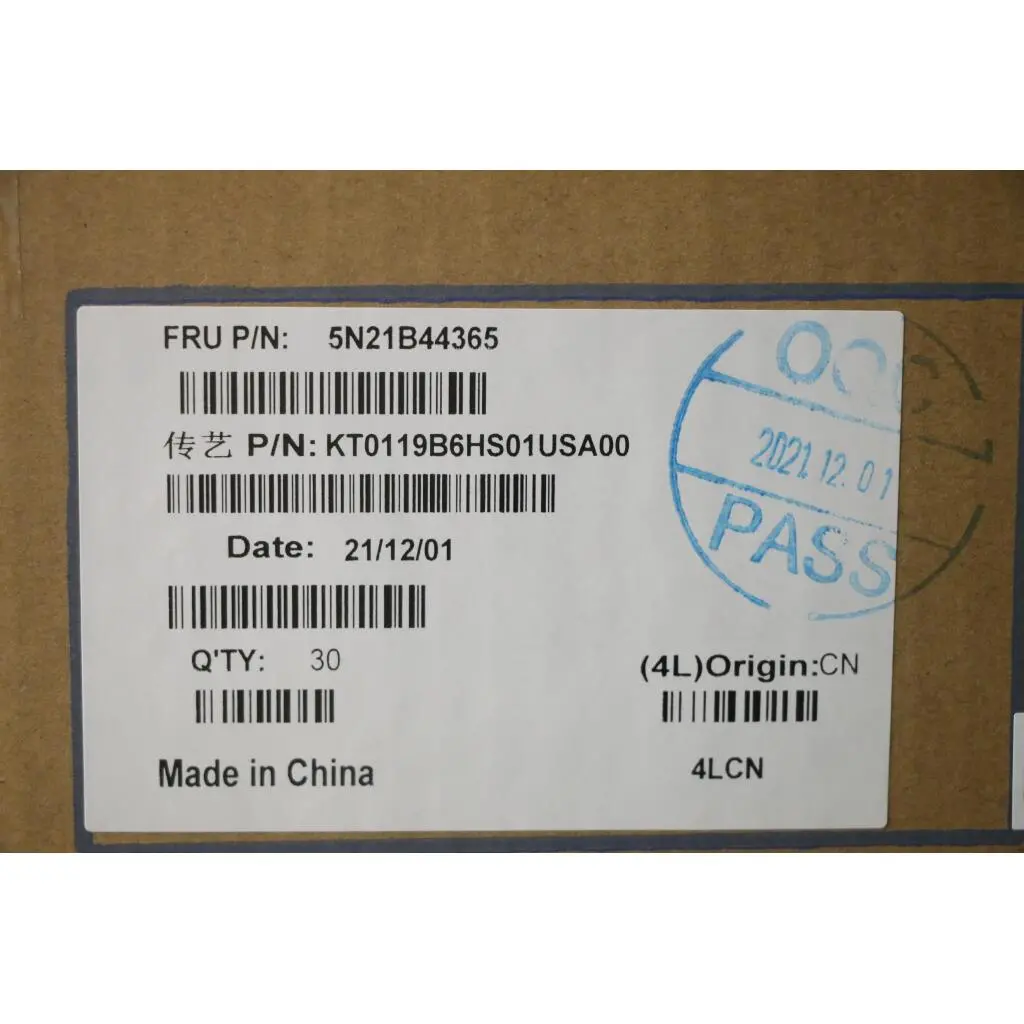 FRU P/N: 5N21B44365
传艺 P/N: KT0119B6HS01USA00
Date: 21/12/01
Q'TY: 30
(4L)Origin:CN
Made in China
4LCN
2021.12.01
PASS